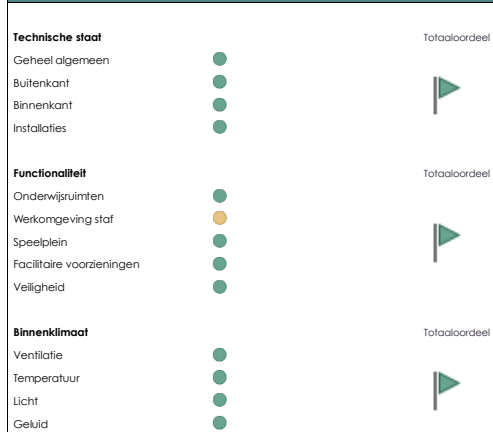 Technische staat Totaaloordeel
Geheel algemeen
Buitenkant
Binnenkant
Installaties
Functionaliteit Totaaloordeel
Onderwijsruimten
Werkomgeving staf
Speelplein
Facilitaire voorzieningen
Veiligheid
Binnenklimaat Totaaloordeel
Ventilatie
Temperatuur
Licht
Geluid